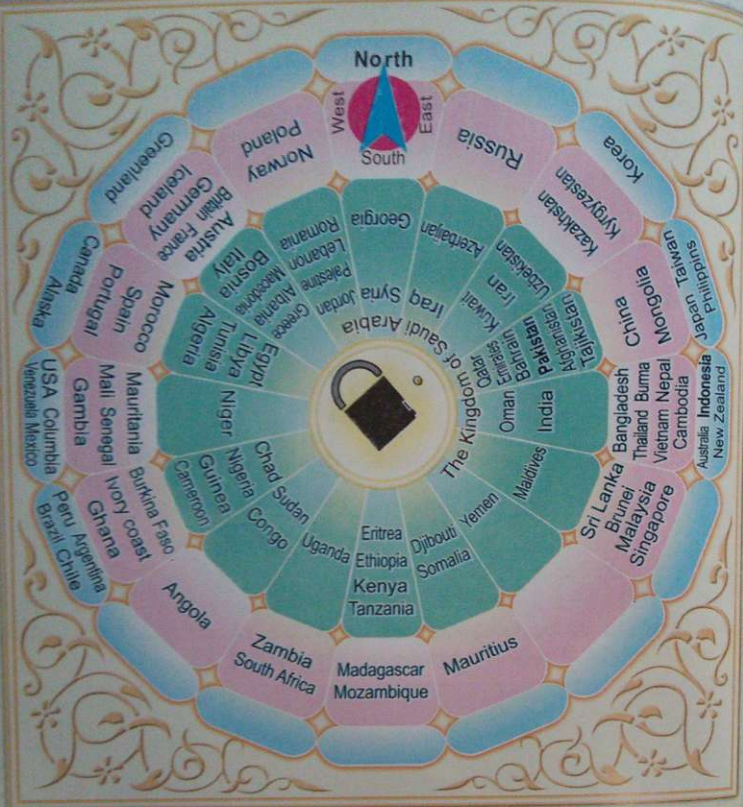 North
West
East
South
Russia
Korea
Kyrgyzestan
Kazakhstan
Japan Taiwan
Philippins
Mongolia
China
Australia Indonesia
New Zealand
Bangladesh
Thailand Burma
Vietnam Nepal
Cambodia
Sri Lanka
Brunei
Malaysia
Singapore
Mauritius
Madagascar
Mozambique
Zambia
South Africa
Angola
Peru Argentina
Brazil Chile
Burkina Faso
Ivory coast
Ghana
USA Columbia
Venezuela Mexico
Mauritania
Mali Senegal
Gambia
Canada
Alaska
Morocco
Spain
Portugal
Greenland
Iceland
Germany
Britain France
Austria
Norway
Poland
Georgia
Azerbaijan
Uzbekistan
Iran
Kuwait
Tajikistan
Afghanistan
Pakistan
Bahrain
Emirates
Qatar
India
Oman
Maldives
Yemen
Djibouti
Somalia
Eritrea
Ethiopia
Kenya
Tanzania
Uganda
Sudan
Chad
Congo
Nigeria
Guinea
Cameroon
Niger
Egypt
Libya
Tunisia
Algeria
Bosnia
Italy
Macedonia
Albania
Greece
Romania
Lebanon
Palestine
Jordan
Syria
Iraq
The Kingdom of Saudi Arabia